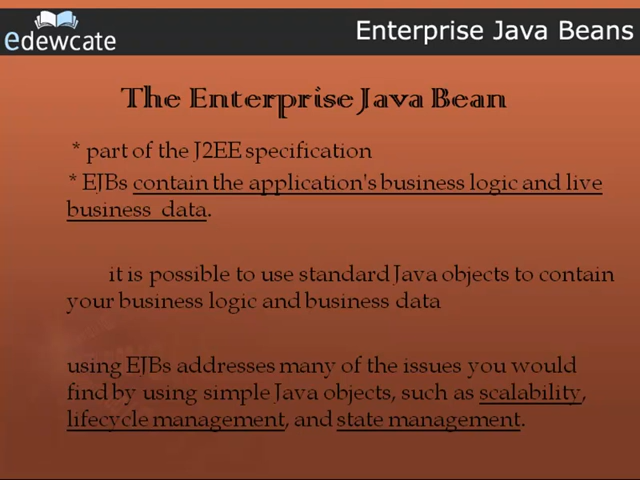 edewcate
Enterprise Java Beans
The Enterprise Java Bean
* part of the J2EE specification
* EJBs contain the application's business logic and live
business data.
it is possible to use standard Java objects to contain
your business logic and business data
using EJBs addresses many of the issues you would
find by using simple Java objects, such as scalability,
lifecycle management, and state management.